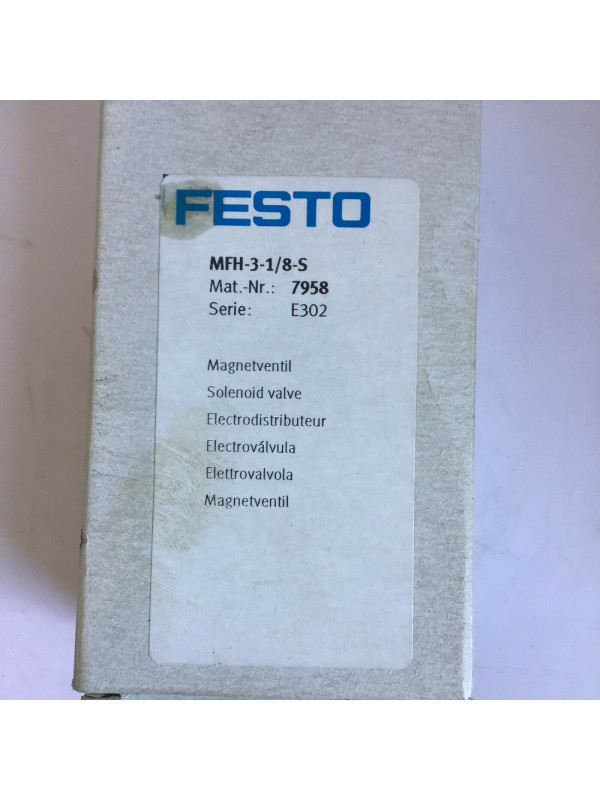 FESTO
MFH-3-1/8-S
Mat.-Nr.: 7958
Serie: E302
Magnetventil
Solenoid valve
Electrodistributeur
Electroválvula
Elettrovalvola
Magnetventil